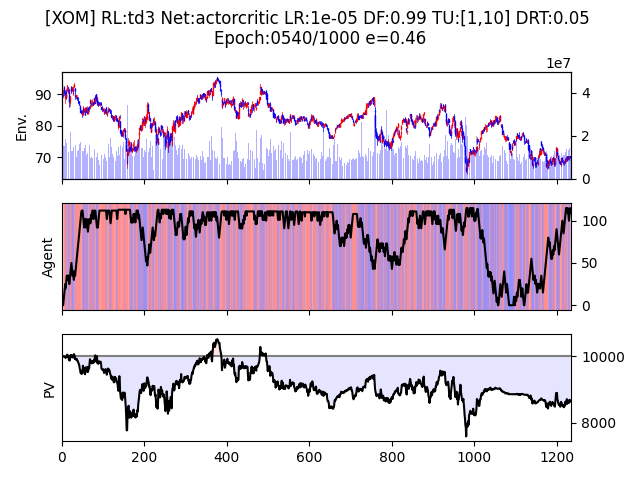 [XOM] RL:td3 Net:actorcritic LR:1e-05 DF:0.99 TU:[1,10] DRT:0.05
Epoch:0540/1000 e=0.46
1e7
Env.
90
80
70
4
2
0
Agent
100
50
0
PV
10000
8000
0 200 400 600 800 1000 1200